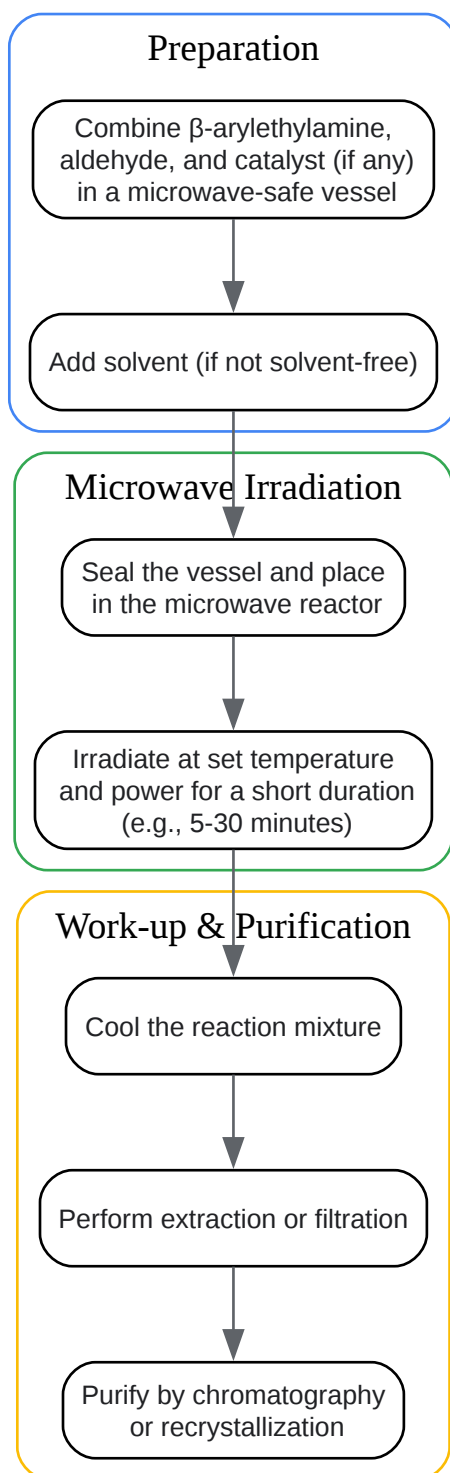 Preparation
Combine β-arylethylamine,
aldehyde, and catalyst (if any)
in a microwave-safe vessel
Add solvent (if not solvent-free)
Microwave Irradiation
Seal the vessel and place
in the microwave reactor
Irradiate at set temperature
and power for a short duration
(e.g., 5-30 minutes)
Work-up & Purification
Cool the reaction mixture
Perform extraction or filtration
Purify by chromatography
or recrystallization